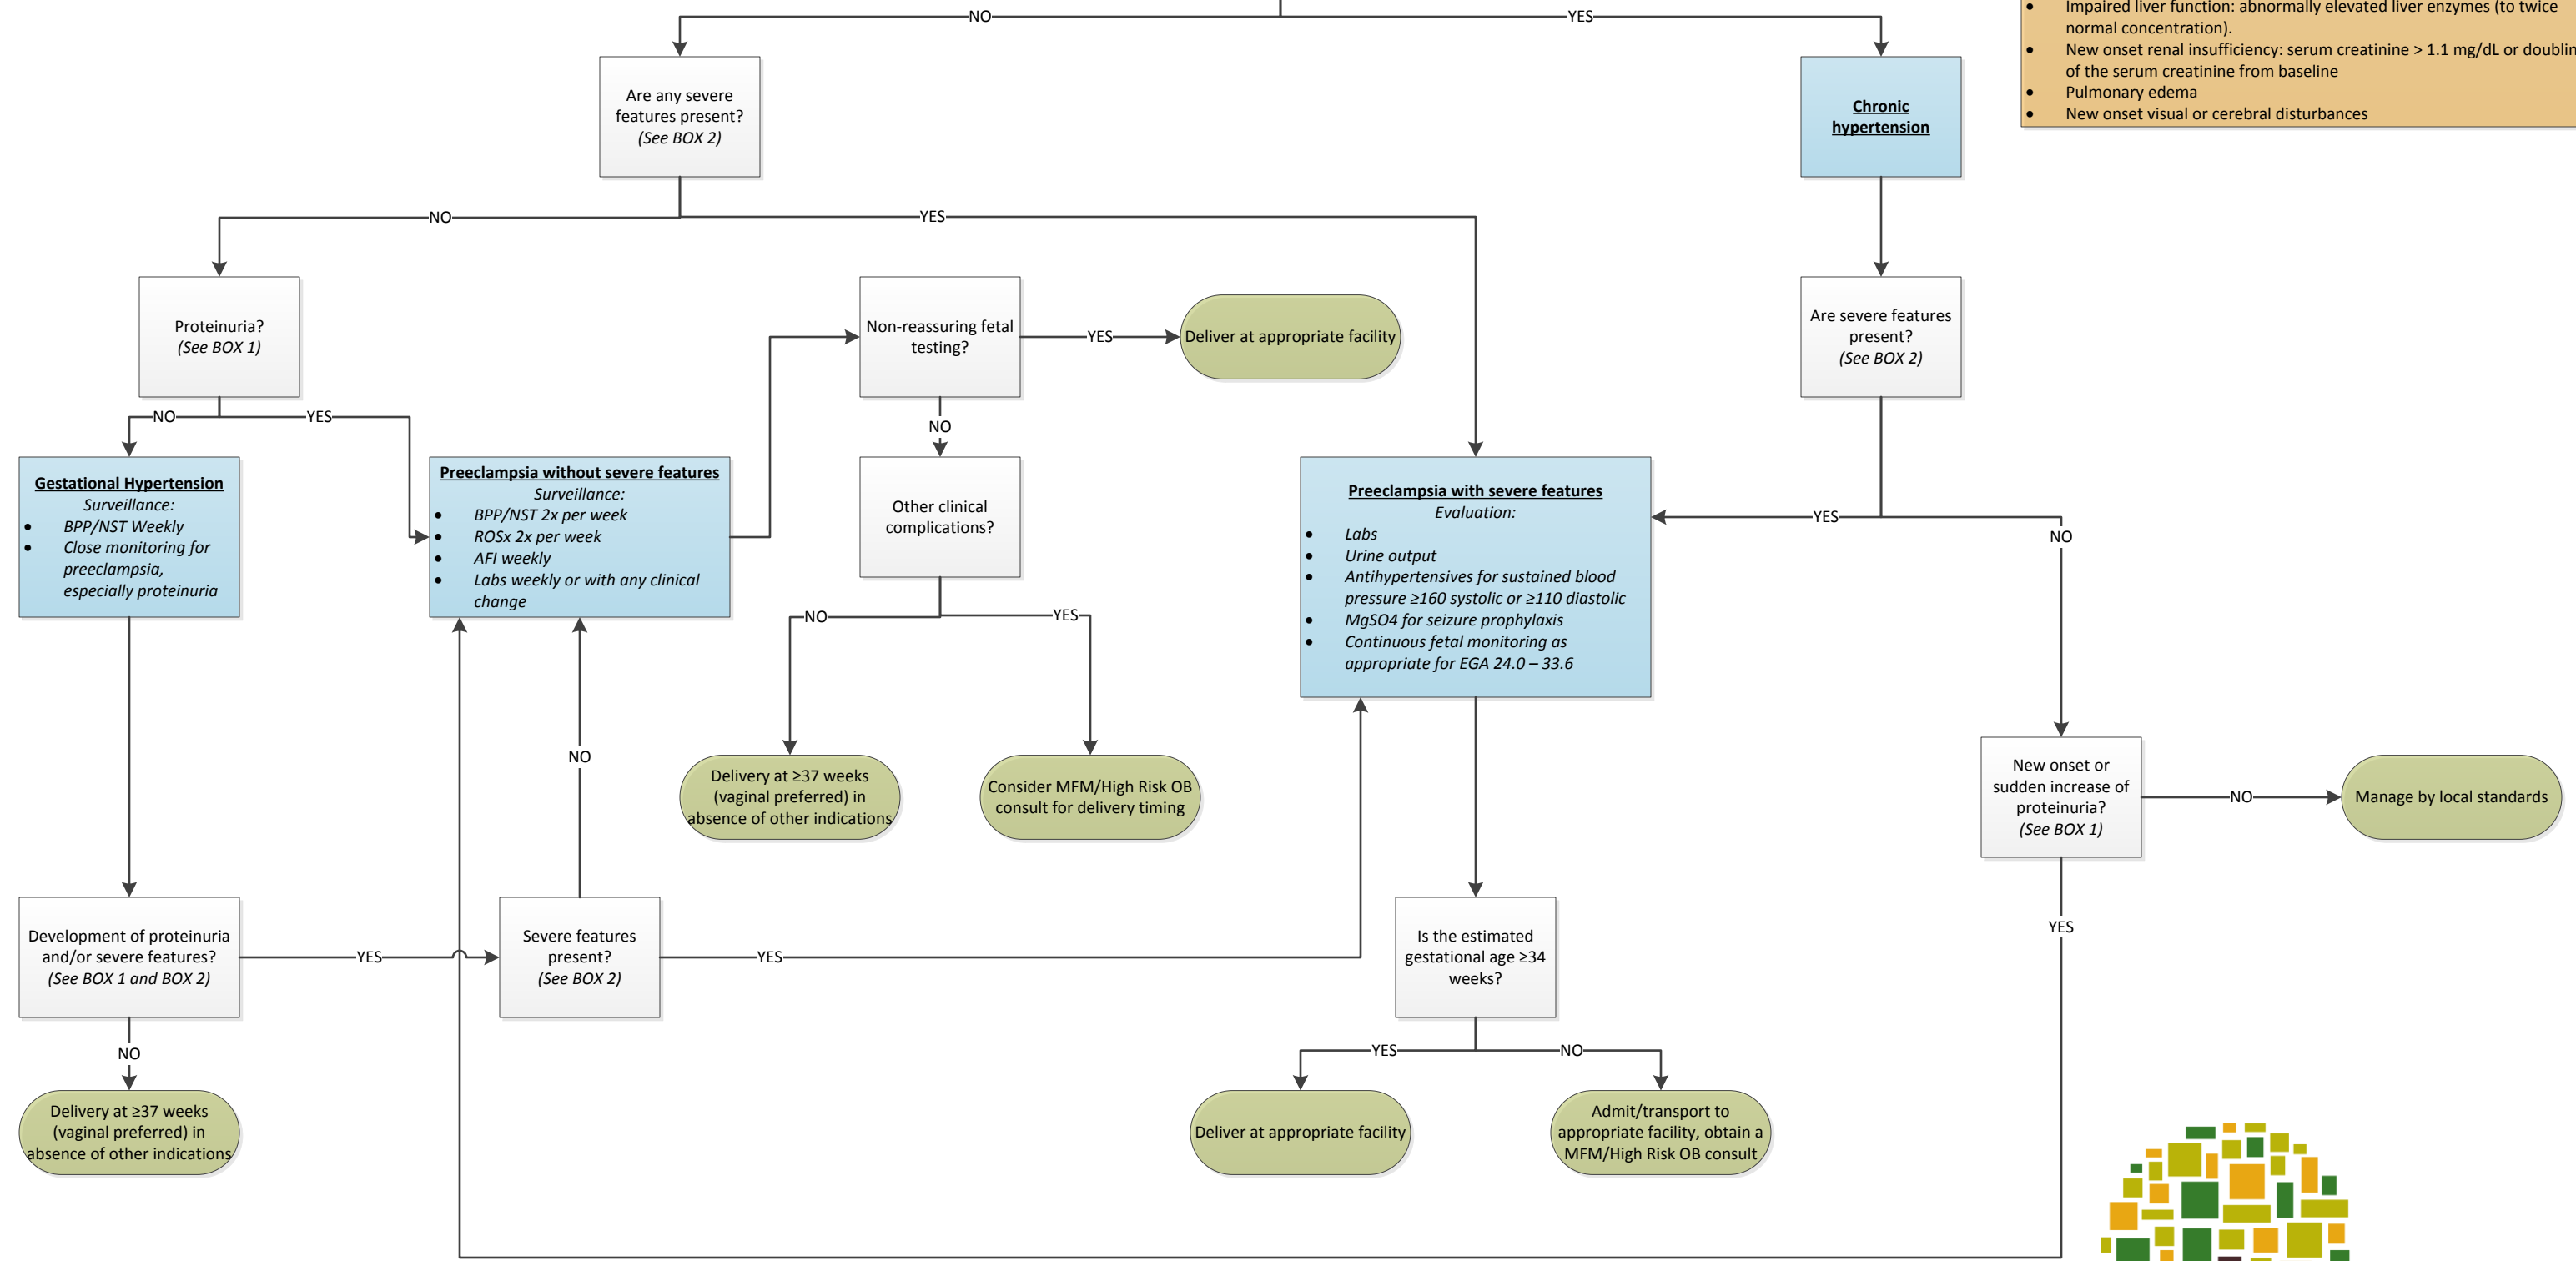 NO
YES
Impaired liver function: abnormally elevated liver enzymes (to twice
normal concentration).
New onset renal insufficiency: serum creatinine > 1.1 mg/dL or doublin
of the serum creatinine from baseline
Pulmonary edema
New onset visual or cerebral disturbances
Are any severe
features present?
(See BOX 2)
Chronic
hypertension
NO
YES
Proteinuria?
(See BOX 1)
Non-reassuring fetal
testing?
YES
Deliver at appropriate facility
Are severe features
present?
(See BOX 2)
NO
YES
NO
Gestational Hypertension
Surveillance:
• BPP/NST Weekly
• Close monitoring for
preeclampsia,
especially proteinuria
Preeclampsia without severe features
Surveillance:
• BPP/NST 2x per week
• ROSx 2x per week
• AFI weekly
• Labs weekly or with any clinical
change
Other clinical
complications?
Preeclampsia with severe features
Evaluation:
• Labs
• Urine output
• Antihypertensives for sustained blood
pressure ≥160 systolic or ≥110 diastolic
• MgSO4 for seizure prophylaxis
• Continuous fetal monitoring as
appropriate for EGA 24.0 – 33.6
YES
NO
NO
YES
NO
Delivery at ≥37 weeks
(vaginal preferred) in
absence of other indications
Consider MFM/High Risk OB
consult for delivery timing
New onset or
sudden increase of
proteinuria?
(See BOX 1)
NO
Manage by local standards
Development of proteinuria
and/or severe features?
(See BOX 1 and BOX 2)
YES
Severe features
present?
(See BOX 2)
YES
Is the estimated
gestational age ≥34
weeks?
YES
NO
YES
NO
Delivery at ≥37 weeks
(vaginal preferred) in
absence of other indications
Deliver at appropriate facility
Admit/transport to
appropriate facility, obtain a
MFM/High Risk OB consult